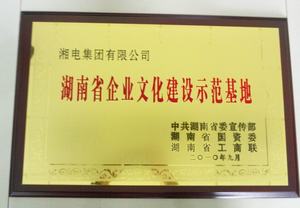 湘电集团有限公司
湖南省企业文化建设示范基地
中共湖南省委宣传部
湖南省国资委
湖南省工商联
二〇一〇年九月